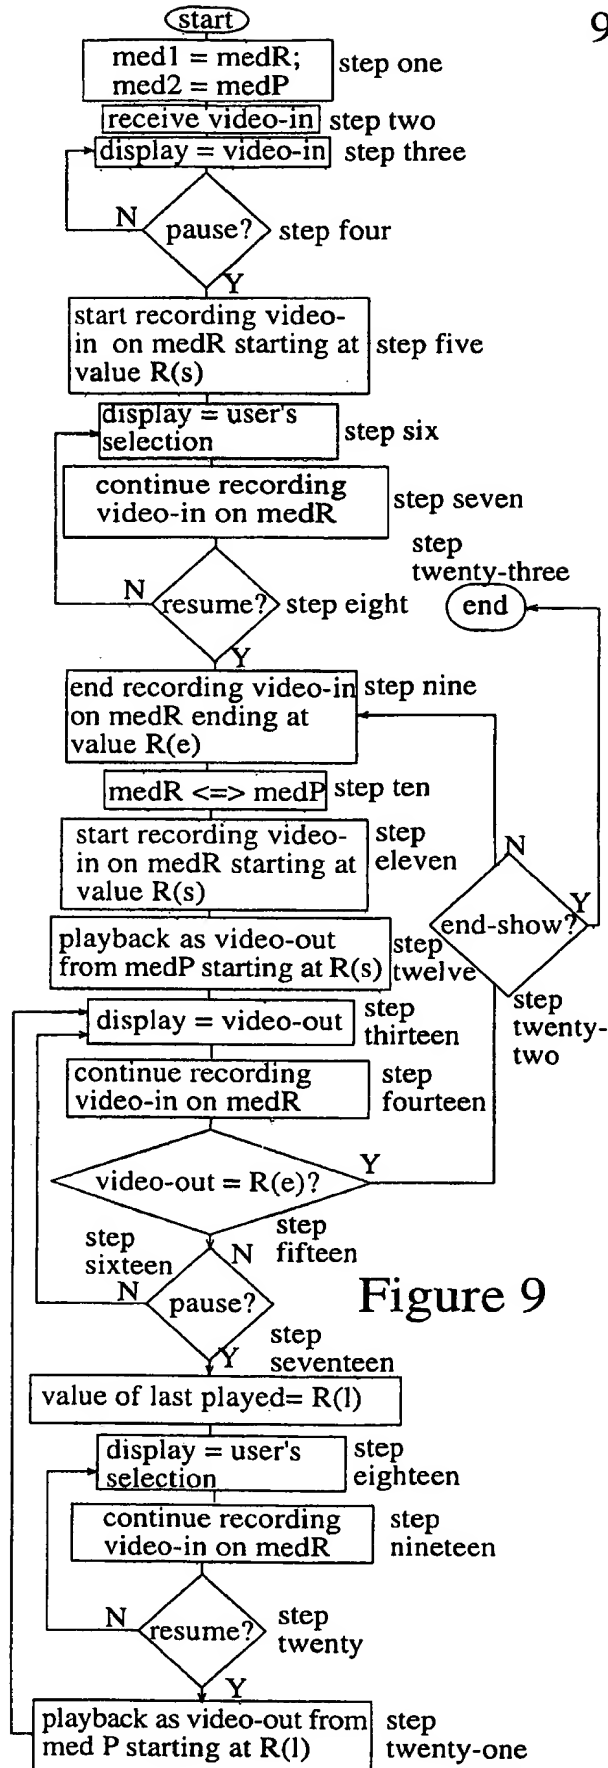 9
start
med1 = medR;
med2 = medP
step one
receive video-in
step two
display = video-in
step three
N
pause?
step four
Y
start recording video-
in on medR starting at
value R(s)
step five
display = user's
selection
step six
continue recording
video-in on medR
step seven
step
twenty-three
end
N
resume?
step eight
Y
end recording video-in
on medR ending at
value R(e)
step nine
medR <=> medP
step ten
start recording video-
in on medR starting at
value R(s)
step
eleven
N
end-show?
Y
step
twenty-
two
playback as video-out
from medP starting at R(s)
step
twelve
display = video-out
step
thirteen
continue recording
video-in on medR
step
fourteen
video-out = R(e)?
Y
step
fifteen
N
step
sixteen
N
pause?
Figure 9
Y
step
seventeen
value of last played= R(l)
display = user's
selection
step
eighteen
continue recording
video-in on medR
step
nineteen
N
resume?
step
twenty
Y
playback as video-out from
med P starting at R(l)
step
twenty-one